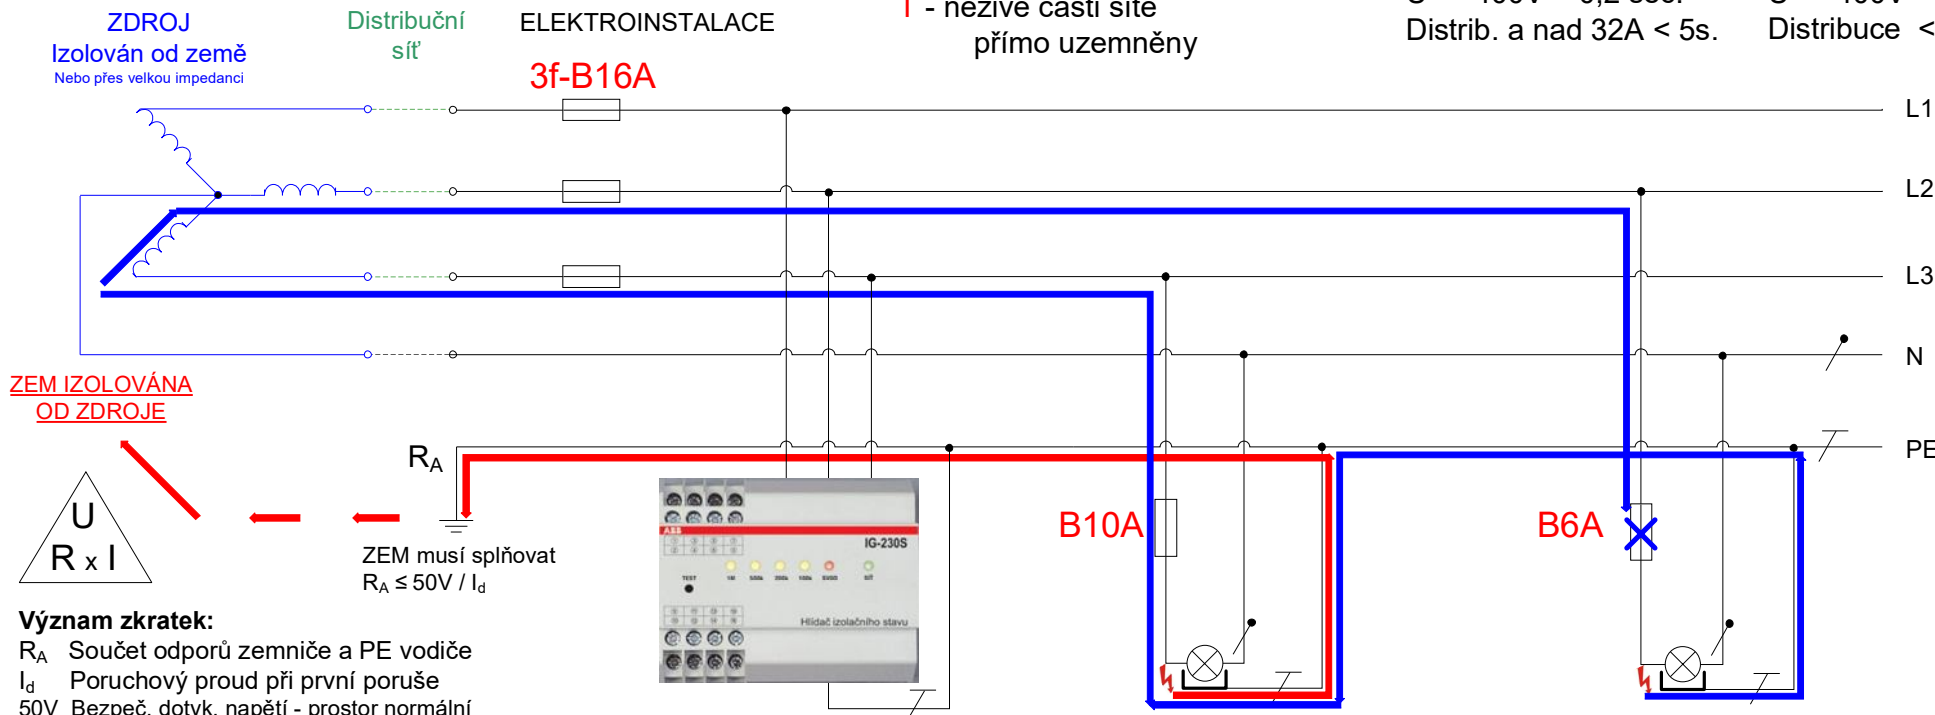 ZDROJ
Izolován od země
Nebo přes velkou impedanci
Distribuční
síť
ELEKTROINSTALACE
3f-B16A
- neživé části sítě
přímo uzemněny
Distrib. a nad 32A < 5s.
Distribuce <
L1
L2
L3
N
PE
ZEM IZOLOVÁNA
OD ZDROJE
RA
U
R x I
ZEM musí splňovat
RA ≤ 50V / Id
B10A
B6A
ABB
IG-230S
TEST
1M
SÍŤ
Hlídač izolačního stavu
Význam zkratek:
RA Součet odporů zemniče a PE vodiče
Id Poruchový proud při první poruše
50V Bezpeč. dotyk. napětí - prostor normální